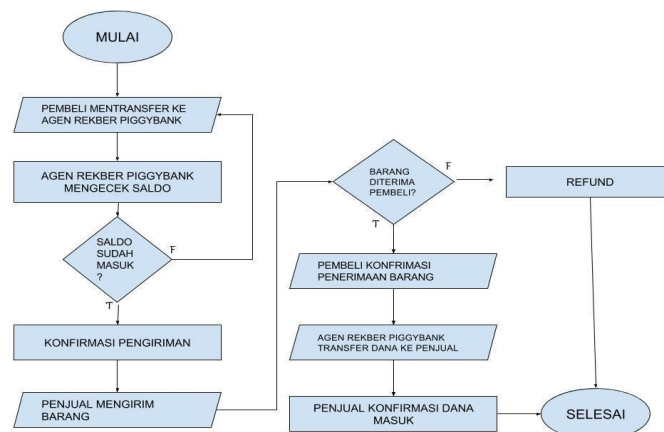 MULAI
PEMBELI MENTRANSFER KE
AGEN REKBER PIGGYBANK
AGEN REKBER PIGGYBANK
MENGECEK SALDO
SALDO
SUDAH
MASUK
?
F
T
KONFIRMASI PENGIRIMAN
PENJUAL MENGIRIM
BARANG
BARANG
DITERIMA
PEMBELI?
F
T
REFUND
PEMBELI KONFRIMASI
PENERIMAAN BARANG
AGEN REKBER PIGGYBANK
TRANSFER DANA KE PENJUAL
PENJUAL KONFIRMASI DANA
MASUK
SELESAI